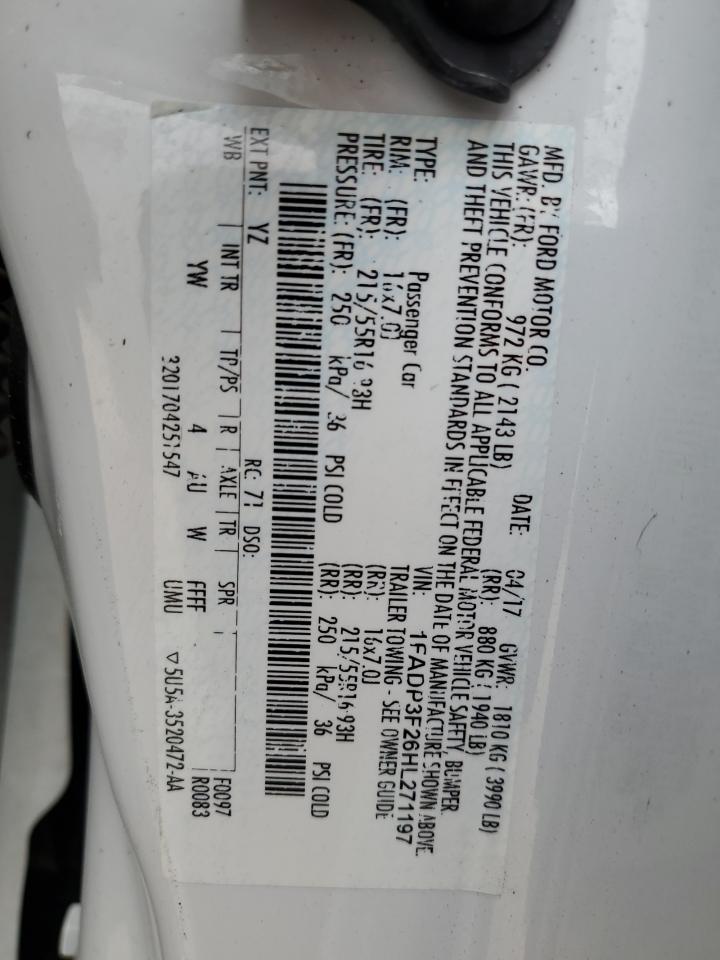 MFD. BY FORD MOTOR CO.
DATE: 04/17 GVWR: 1810 KG ( 3990 LB)
GAWR: (FR): 972 KG ( 2143 LB) (RR): 880 KG ( 1940 LB)
THIS VEHICLE CONFORMS TO ALL APPLICABLE FEDERAL MOTOR VEHICLE SAFETY, BUMPER,
AND THEFT PREVENTION STANDARDS IN EFFECT ON THE DATE OF MANUFACTURE SHOWN ABOVE.
VIN: 1FADP3F26HL271197
TYPE: Passenger Car TRAILER TOWING - SEE OWNER GUIDE
RIM: (FR): 16x7.0J (RR): 16x7.0J
TIRE: (FR): 215/55R16 93H (RR): 215/55R16 93H
PRESSURE: (FR): 250 kPa/ 36 PSI COLD (RR): 250 kPa/ 36 PSI COLD
EXT PNT: YZ RC: 71 DSO: F0097
WB INT TR TP/PS R AXLE TR SPR R0083
YW 4 AU W FFFF
3201704251547 UMU ▽5U5A-3520472-AA